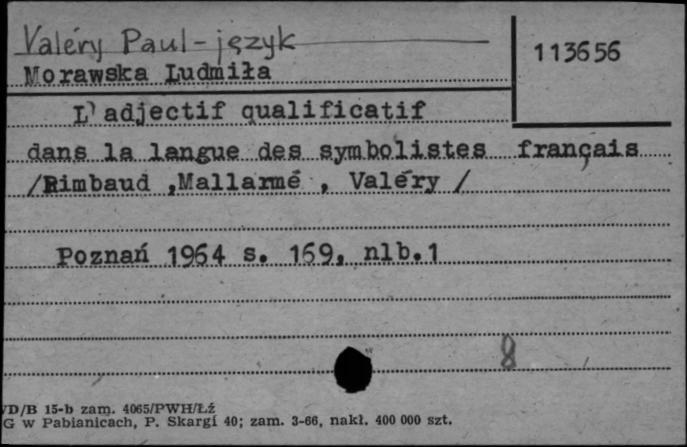 Valéry Paul - język
113656
Morawska Ludmiła
L'adjectif qualificatif
dans la langue des symbolistes français
/Rimbaud ,Mallarmé , Valéry /
Poznań 1964 s. 169, nlb.1
8
VD/B 15-b zam. 4065/PWH/Łź
G w Pabianicach, P. Skargi 40; zam. 3-66, nakł. 400 000 szt.